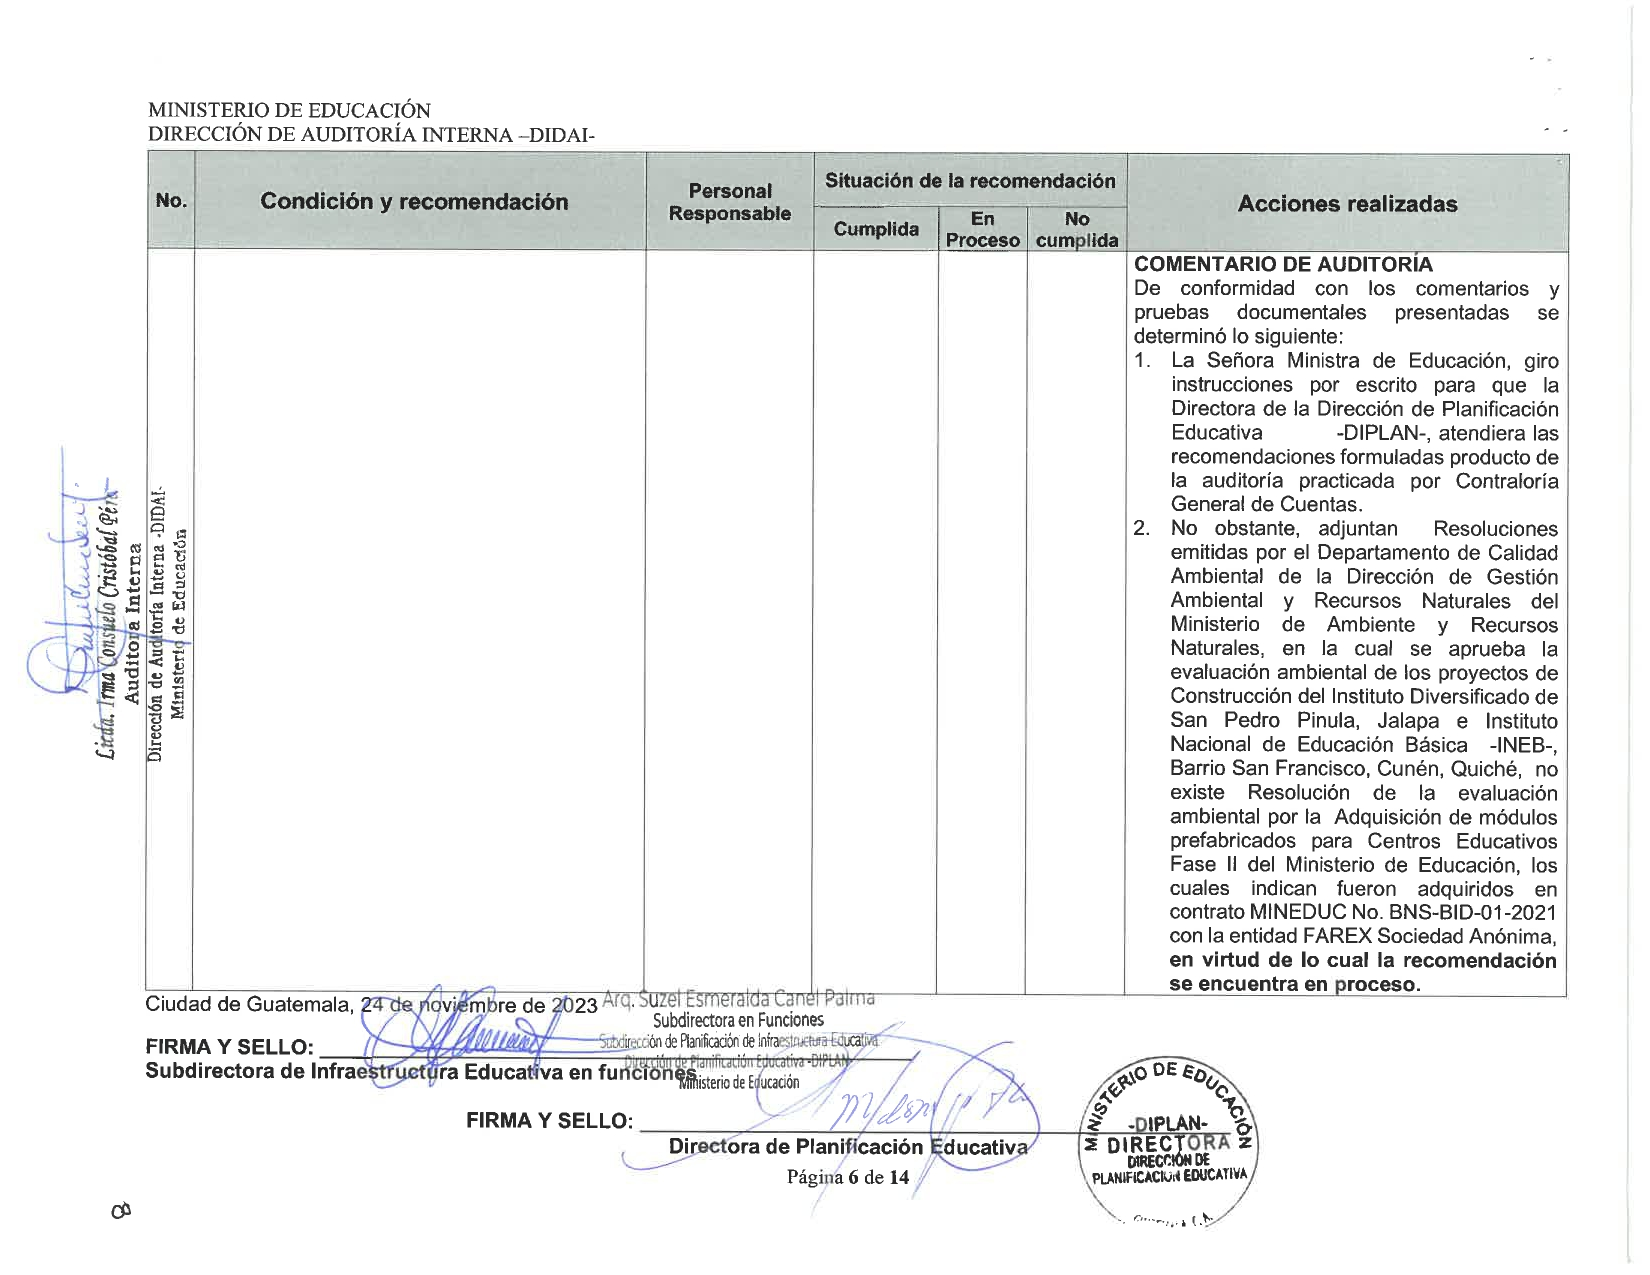 MINISTERIO DE EDUCACIÓN
DIRECCIÓN DE AUDITORÍA INTERNA –DIDAI-
No.
Condición y recomendación
Personal
Responsable
Situación de la recomendación
Cumplida
En
Proceso
No
cumplida
Acciones realizadas
COMENTARIO DE AUDITORÍA
De conformidad con los comentarios y
pruebas documentales presentadas se
determinó lo siguiente:
1. La Señora Ministra de Educación, giro
instrucciones por escrito para que la
Directora de la Dirección de Planificación
Educativa -DIPLAN-, atendiera las
recomendaciones formuladas producto de
la auditoría practicada por Contraloría
General de Cuentas.
2. No obstante, adjuntan Resoluciones
emitidas por el Departamento de Calidad
Ambiental de la Dirección de Gestión
Ambiental y Recursos Naturales del
Ministerio de Ambiente y Recursos
Naturales, en la cual se aprueba la
evaluación ambiental de los proyectos de
Construcción del Instituto Diversificado de
San Pedro Pinula, Jalapa e Instituto
Nacional de Educación Básica -INEB-,
Barrio San Francisco, Cunén, Quiché, no
existe Resolución de la evaluación
ambiental por la Adquisición de módulos
prefabricados para Centros Educativos
Fase II del Ministerio de Educación, los
cuales indican fueron adquiridos en
contrato MINEDUC No. BNS-BID-01-2021
con la entidad FAREX Sociedad Anónima,
en virtud de lo cual la recomendación
se encuentra en proceso.
Licda. Irma Consuelo Cristóbal
Auditora Interna
Dirección de Auditoría Interna -DIDAI-
Ministerio de Educación
Ciudad de Guatemala, 24 de noviembre de 2023
Arq. Suzel Esmeralda Canel Palma
Subdirectora en Funciones
Subdirección de Planificación de Infraestructura Educativa
Dirección de Planificación Educativa -DIPLAN-
Ministerio de Educación
FIRMA Y SELLO:
Subdirectora de Infraestructura Educativa en funciones
FIRMA Y SELLO:
Directora de Planificación Educativa
MINISTERIO DE EDUCACIÓN
-DIPLAN-
DIRECTORA
DIRECCIÓN DE
PLANIFICACIÓN EDUCATIVA
Página 6 de 14
8